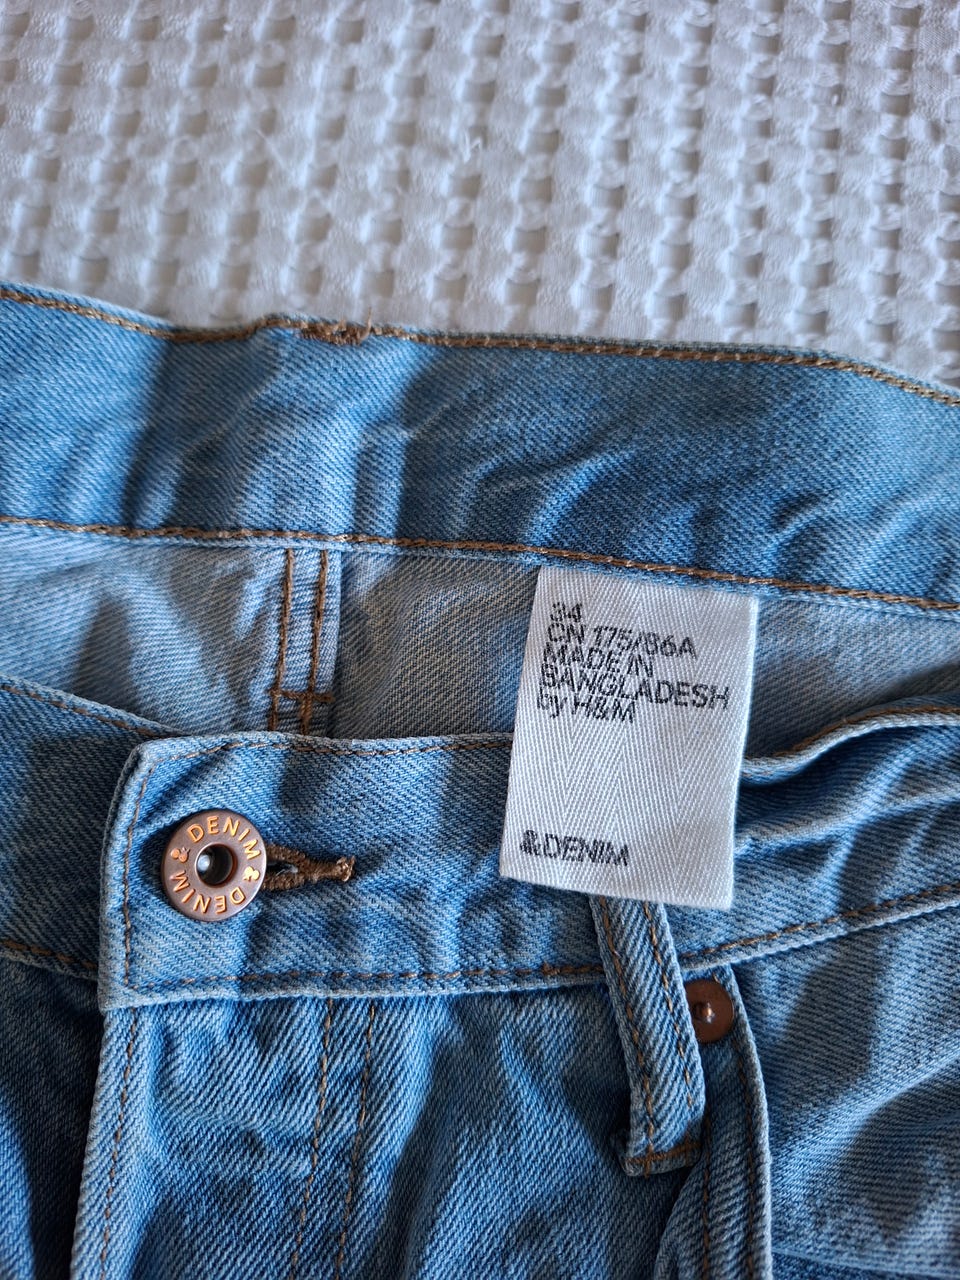 34
CN 175/86A
MADE IN
BANGLADESH
by H&M
&DENIM
DENIM & DENIM &